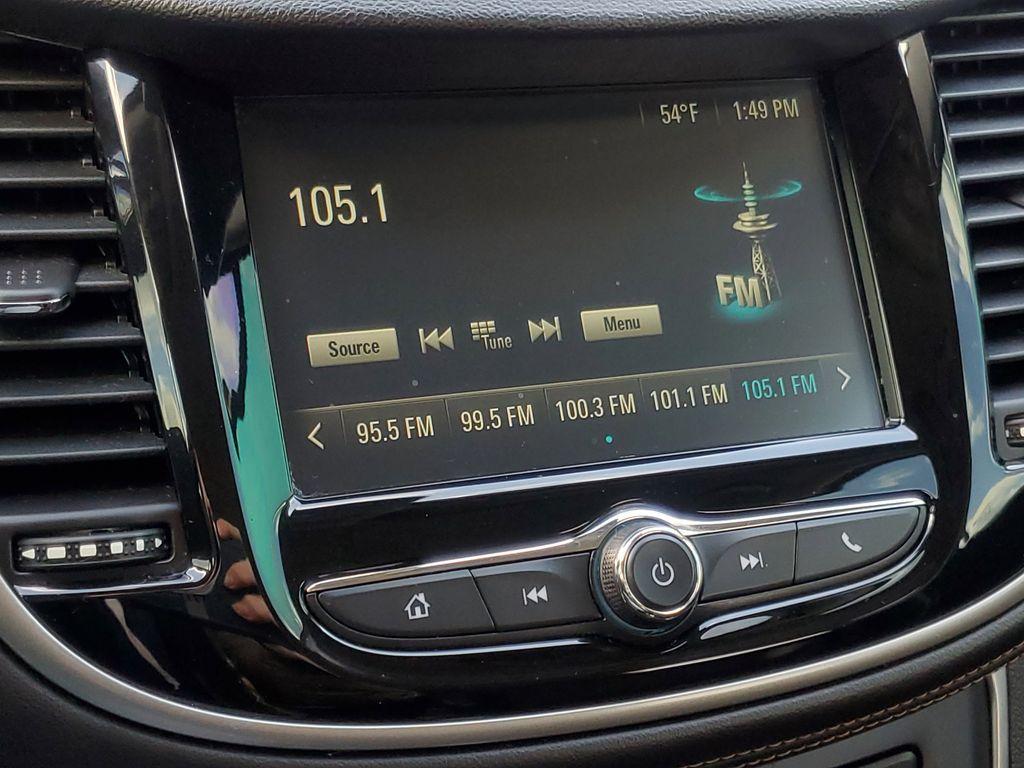 54°F 1:49 PM
105.1
FM
Source Tune Menu
95.5 FM 99.5 FM 100.3 FM 101.1 FM 105.1 FM